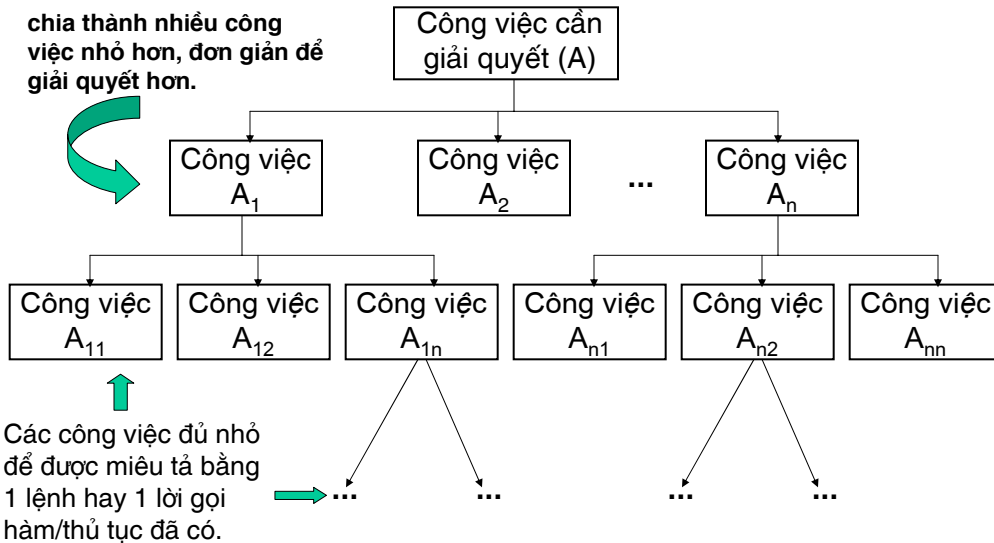 chia thành nhiều công
việc nhỏ hơn, đơn giản để
giải quyết hơn.
Công việc cần
giải quyết (A)
Công việc
A1
Công việc
A2
...
Công việc
An
Công việc
A11
Công việc
A12
Công việc
A1n
Công việc
An1
Công việc
An2
Công việc
Ann
Các công việc đủ nhỏ
để được miêu tả bằng
1 lệnh hay 1 lời gọi
hàm/thủ tục đã có.
... ... ... ...